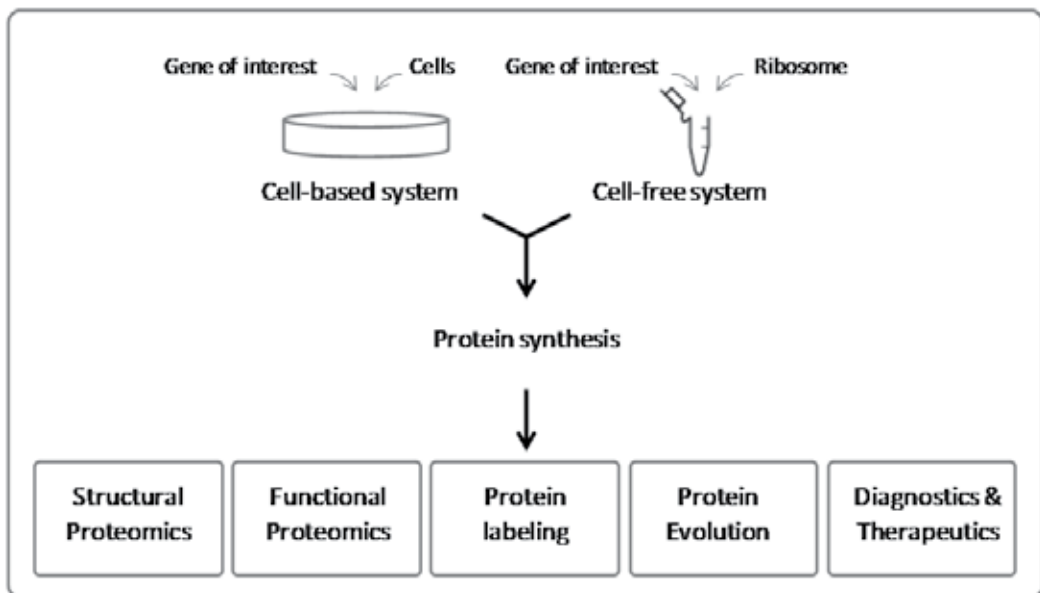 Gene of interest
Cells
Gene of interest
Ribosome
Cell-based system
Cell-free system
Protein synthesis
Structural
Proteomics
Functional
Proteomics
Protein
labeling
Protein
Evolution
Diagnostics &
Therapeutics